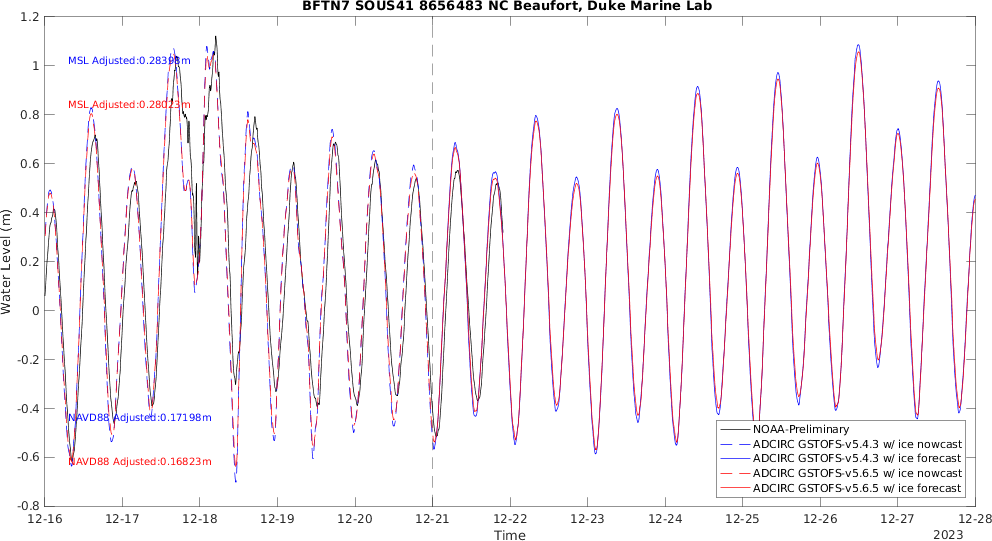 BFTN7 SOUS41 8656483 NC Beaufort, Duke Marine Lab
1.2
1
0.8
0.6
0.4
0.2
0
-0.2
-0.4
-0.6
-0.8
Water Level (m)
MSL Adjusted:0.28393m
MSL Adjusted:0.28023m
NAVD88 Adjusted:0.17198m
NAVD88 Adjusted:0.16823m
NOAA-Preliminary
ADCIRC GSTOFS-v5.4.3 w/ ice nowcast
ADCIRC GSTOFS-v5.4.3 w/ ice forecast
ADCIRC GSTOFS-v5.6.5 w/ ice nowcast
ADCIRC GSTOFS-v5.6.5 w/ ice forecast
12-16 12-17 12-18 12-19 12-20 12-21 12-22 12-23 12-24 12-25 12-26 12-27 12-28
Time
2023